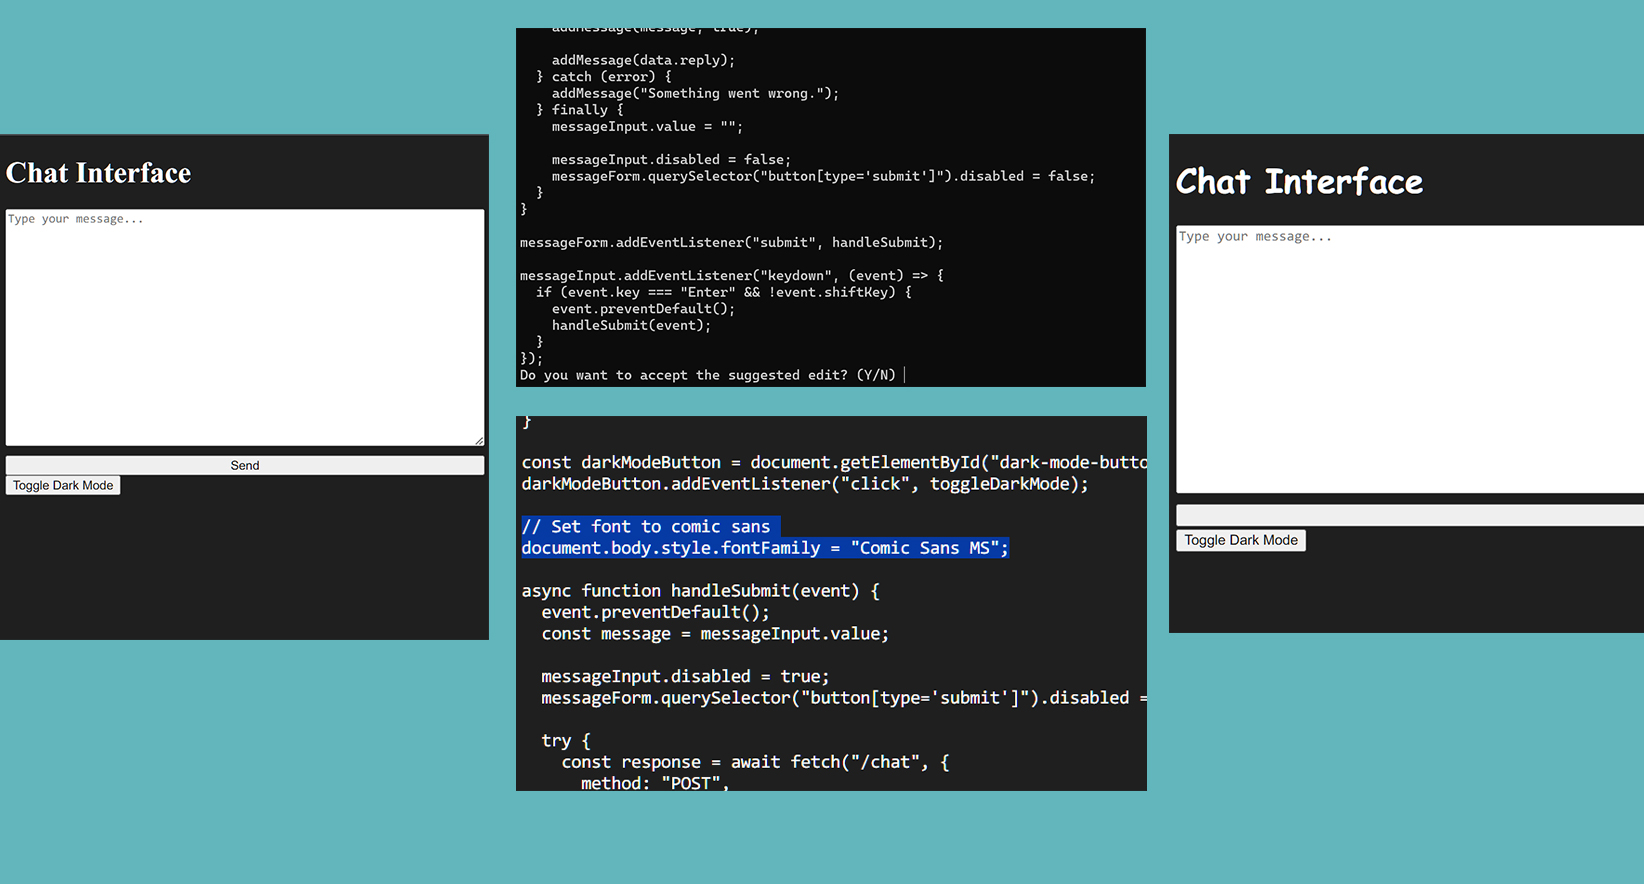 Chat Interface
Type your message...
Send
Toggle Dark Mode
addMessage(message, true);
addMessage(data.reply);
} catch (error) {
addMessage("Something went wrong.");
} finally {
messageInput.value = "";
messageInput.disabled = false;
messageForm.querySelector("button[type='submit']").disabled = false;
}
}
messageForm.addEventListener("submit", handleSubmit);
messageInput.addEventListener("keydown", (event) => {
if (event.key === "Enter" && !event.shiftKey) {
event.preventDefault();
handleSubmit(event);
}
});
Do you want to accept the suggested edit? (Y/N)
}
const darkModeButton = document.getElementById("dark-mode-butto
darkModeButton.addEventListener("click", toggleDarkMode);
// Set font to comic sans
document.body.style.fontFamily = "Comic Sans MS";
async function handleSubmit(event) {
event.preventDefault();
const message = messageInput.value;
messageInput.disabled = true;
messageForm.querySelector("button[type='submit']").disabled =
try {
const response = await fetch("/chat", {
method: "POST",
Chat Interface
Type your message...
Toggle Dark Mode